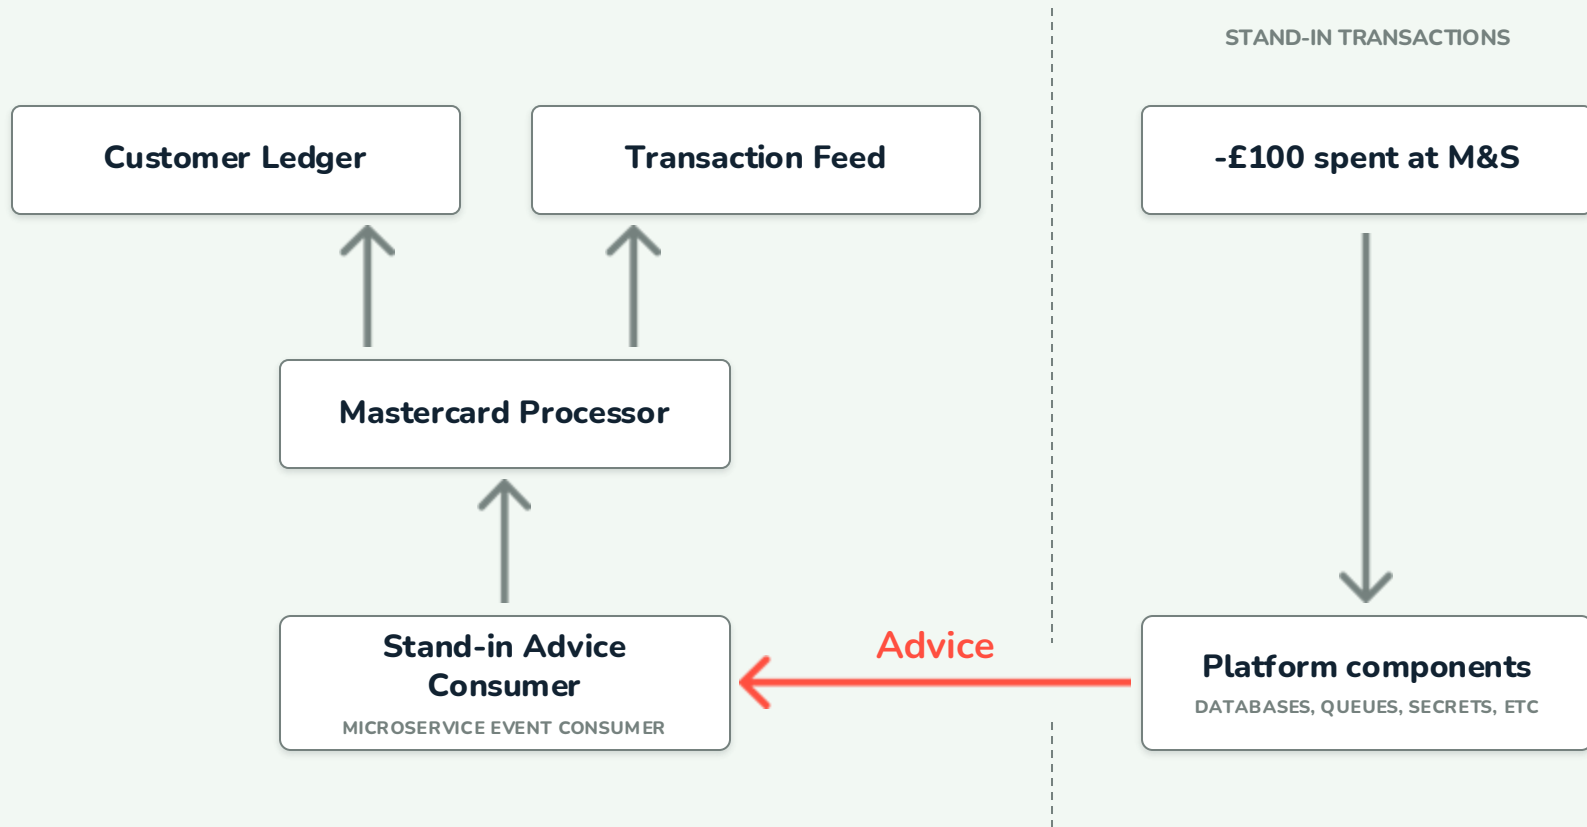 STAND-IN TRANSACTIONS
Customer Ledger
Transaction Feed
-£100 spent at M&S
Mastercard Processor
Stand-in Advice
Consumer
MICROSERVICE EVENT CONSUMER
Advice
Platform components
DATABASES, QUEUES, SECRETS, ETC